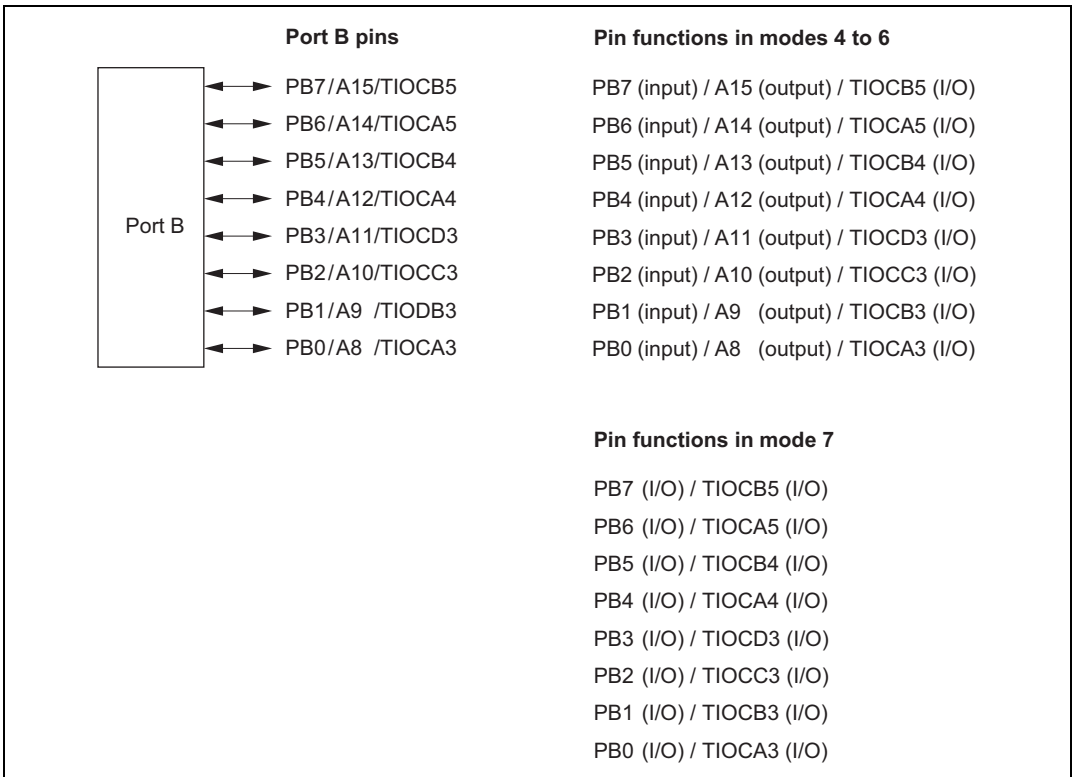 Port B pins
Port B
PB7/A15/TIOCB5
PB6/A14/TIOCA5
PB5/A13/TIOCB4
PB4/A12/TIOCA4
PB3/A11/TIOCD3
PB2/A10/TIOCC3
PB1/A9 /TIODB3
PB0/A8 /TIOCA3
Pin functions in modes 4 to 6
PB7 (input) / A15 (output) / TIOCB5 (I/O)
PB6 (input) / A14 (output) / TIOCA5 (I/O)
PB5 (input) / A13 (output) / TIOCB4 (I/O)
PB4 (input) / A12 (output) / TIOCA4 (I/O)
PB3 (input) / A11 (output) / TIOCD3 (I/O)
PB2 (input) / A10 (output) / TIOCC3 (I/O)
PB1 (input) / A9 (output) / TIOCB3 (I/O)
PB0 (input) / A8 (output) / TIOCA3 (I/O)
Pin functions in mode 7
PB7 (I/O) / TIOCB5 (I/O)
PB6 (I/O) / TIOCA5 (I/O)
PB5 (I/O) / TIOCB4 (I/O)
PB4 (I/O) / TIOCA4 (I/O)
PB3 (I/O) / TIOCD3 (I/O)
PB2 (I/O) / TIOCC3 (I/O)
PB1 (I/O) / TIOCB3 (I/O)
PB0 (I/O) / TIOCA3 (I/O)